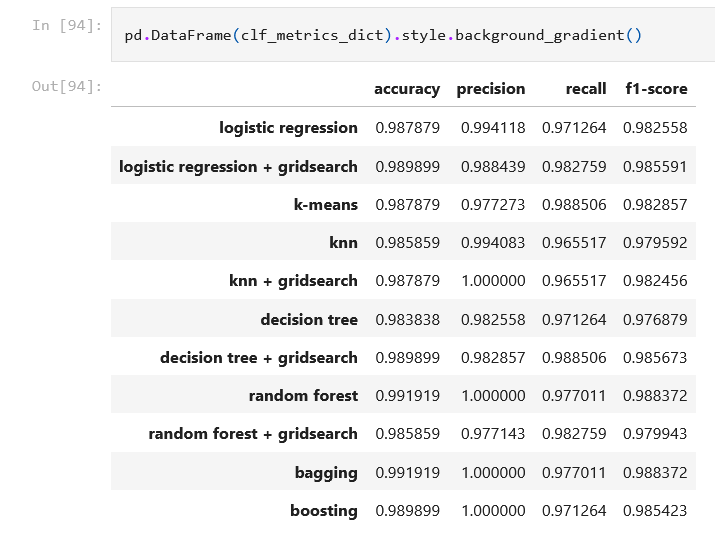 In [94]: pd.DataFrame(clf_metrics_dict).style.background_gradient()
Out[94]: accuracy precision recall f1-score
logistic regression 0.987879 0.994118 0.971264 0.982558
logistic regression + gridsearch 0.989899 0.988439 0.982759 0.985591
k-means 0.987879 0.977273 0.988506 0.982857
knn 0.985859 0.994083 0.965517 0.979592
knn + gridsearch 0.987879 1.000000 0.965517 0.982456
decision tree 0.983838 0.982558 0.971264 0.976879
decision tree + gridsearch 0.989899 0.982857 0.988506 0.985673
random forest 0.991919 1.000000 0.977011 0.988372
random forest + gridsearch 0.985859 0.977143 0.982759 0.979943
bagging 0.991919 1.000000 0.977011 0.988372
boosting 0.989899 1.000000 0.971264 0.985423